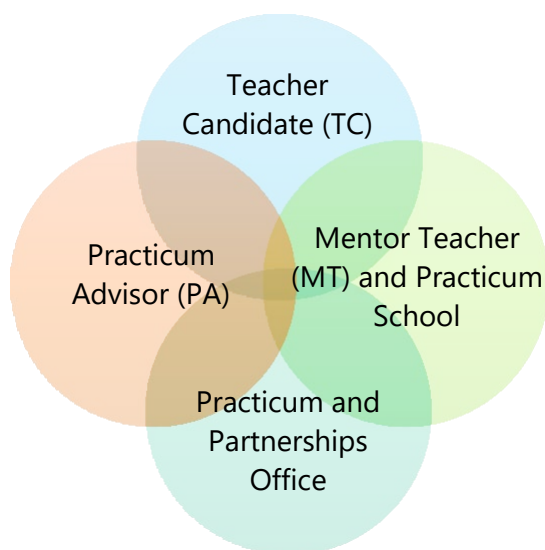 Teacher
Candidate (TC)
Practicum
Advisor (PA)
Mentor Teacher
(MT) and Practicum
School
Practicum and
Partnerships
Office